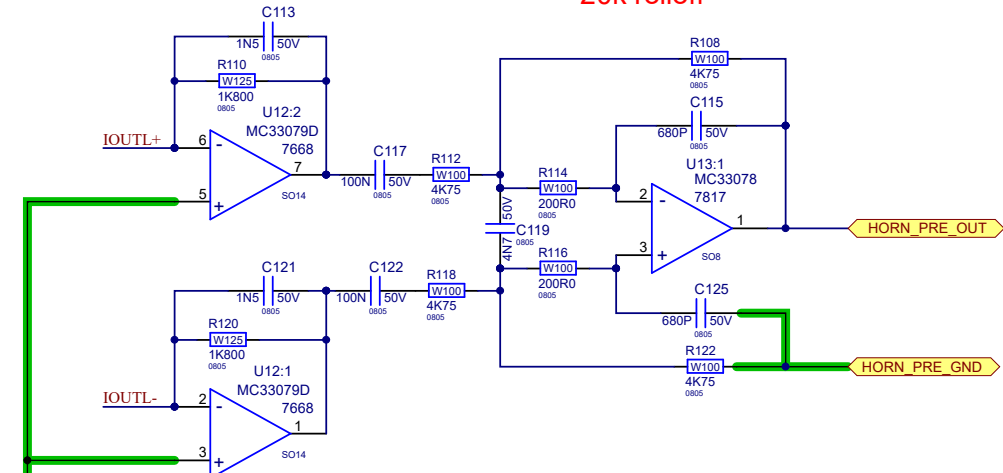 C113
1N5
50V
0805
R110
W125
1K800
0805
U12:2
MC33079D
7668
IOUTL+
6
-
7
5
+
SO14
C117
100N
50V
0805
R112
W100
4K75
0805
R108
W100
4K75
0805
C115
680P
50V
0805
U13:1
MC33078
7817
R114
W100
200R0
0805
50V
C119
0805
4N7
2
-
1
3
+
SO8
HORN_PRE_OUT
R116
W100
200R0
0805
C121
1N5
50V
0805
C122
100N
50V
0805
R118
W100
4K75
0805
C125
680P
50V
0805
R120
W125
1K800
0805
U12:1
MC33079D
7668
R122
W100
4K75
0805
HORN_PRE_GND
IOUTL-
2
-
1
3
+
SO14